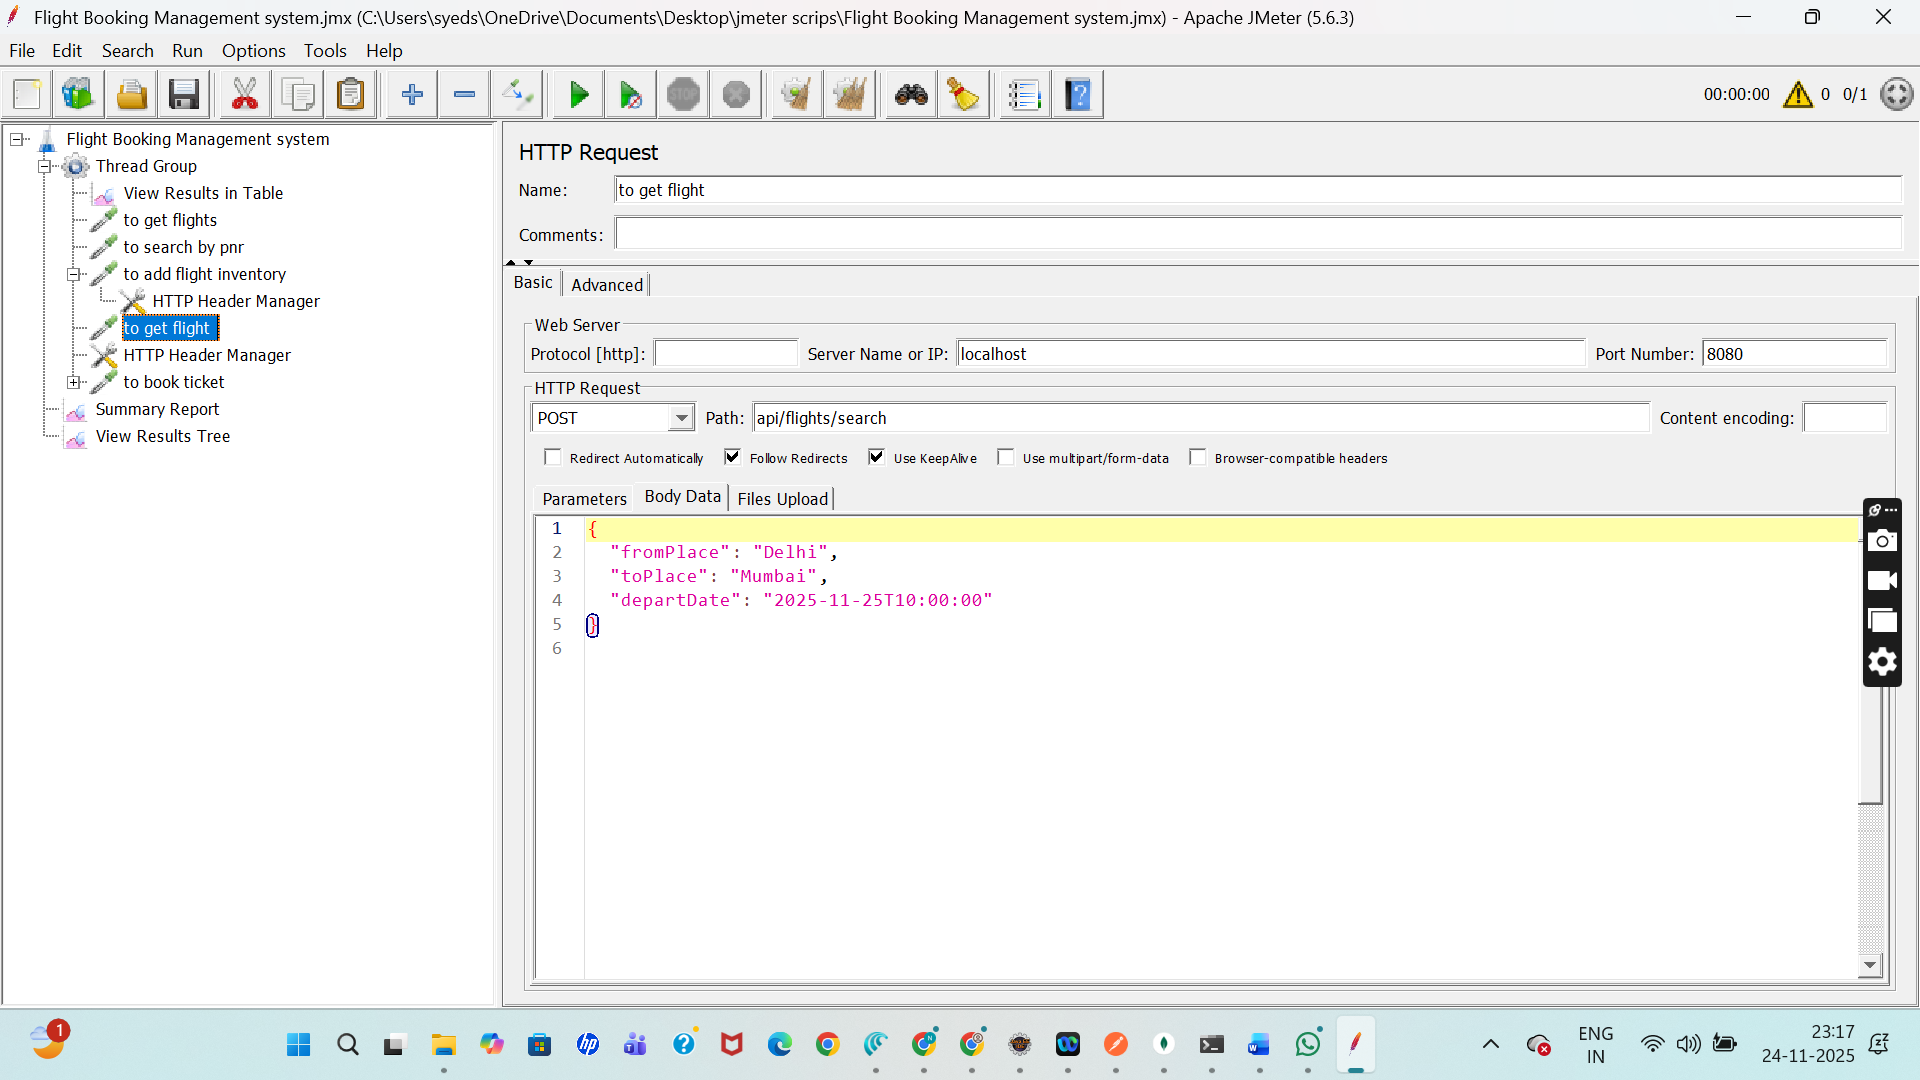 Flight Booking Management system.jmx (C:\Users\syeds\OneDrive\Documents\Desktop\jmeter scrips\Flight Booking Management system.jmx) - Apache JMeter (5.6.3)
File Edit Search Run Options Tools Help
STOP
00:00:00 0 0/1
Flight Booking Management system
Thread Group
View Results in Table
to get flights
to search by pnr
to add flight inventory
HTTP Header Manager
to get flight
HTTP Header Manager
to book ticket
Summary Report
View Results Tree
HTTP Request
Name: to get flight
Comments:
Basic Advanced
Web Server
Protocol [http]: Server Name or IP: localhost Port Number: 8080
HTTP Request
POST Path: api/flights/search Content encoding:
Redirect Automatically Follow Redirects Use KeepAlive Use multipart/form-data Browser-compatible headers
Parameters Body Data Files Upload
1 {
2 "fromPlace": "Delhi",
3 "toPlace": "Mumbai",
4 "departDate": "2025-11-25T10:00:00"
5 }
6
1
hp
ENG
IN
23:17
24-11-2025